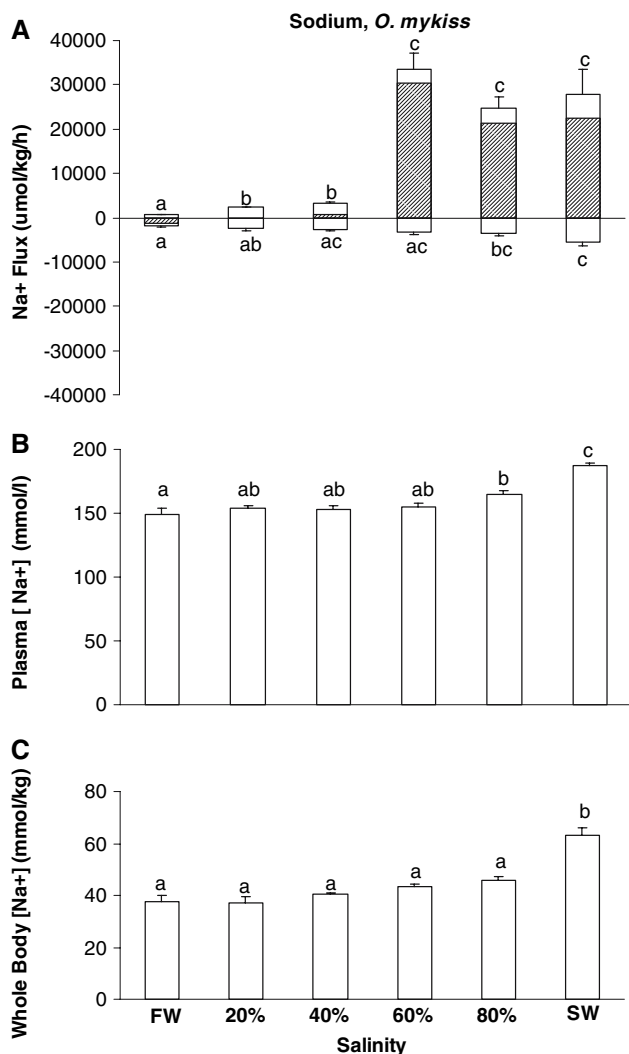 Sodium, O. mykiss
A
Na+ Flux (umol/kg/h)
40000
30000
20000
10000
0
-10000
-20000
-30000
-40000
a b b c c c
a ab ac ac bc c
B
Plasma [ Na+] (mmol/l)
200
150
100
50
0
a ab ab ab b c
C
Whole Body [Na+] (mmol/kg)
80
60
40
20
0
a a a a a b
FW 20% 40% 60% 80% SW
Salinity